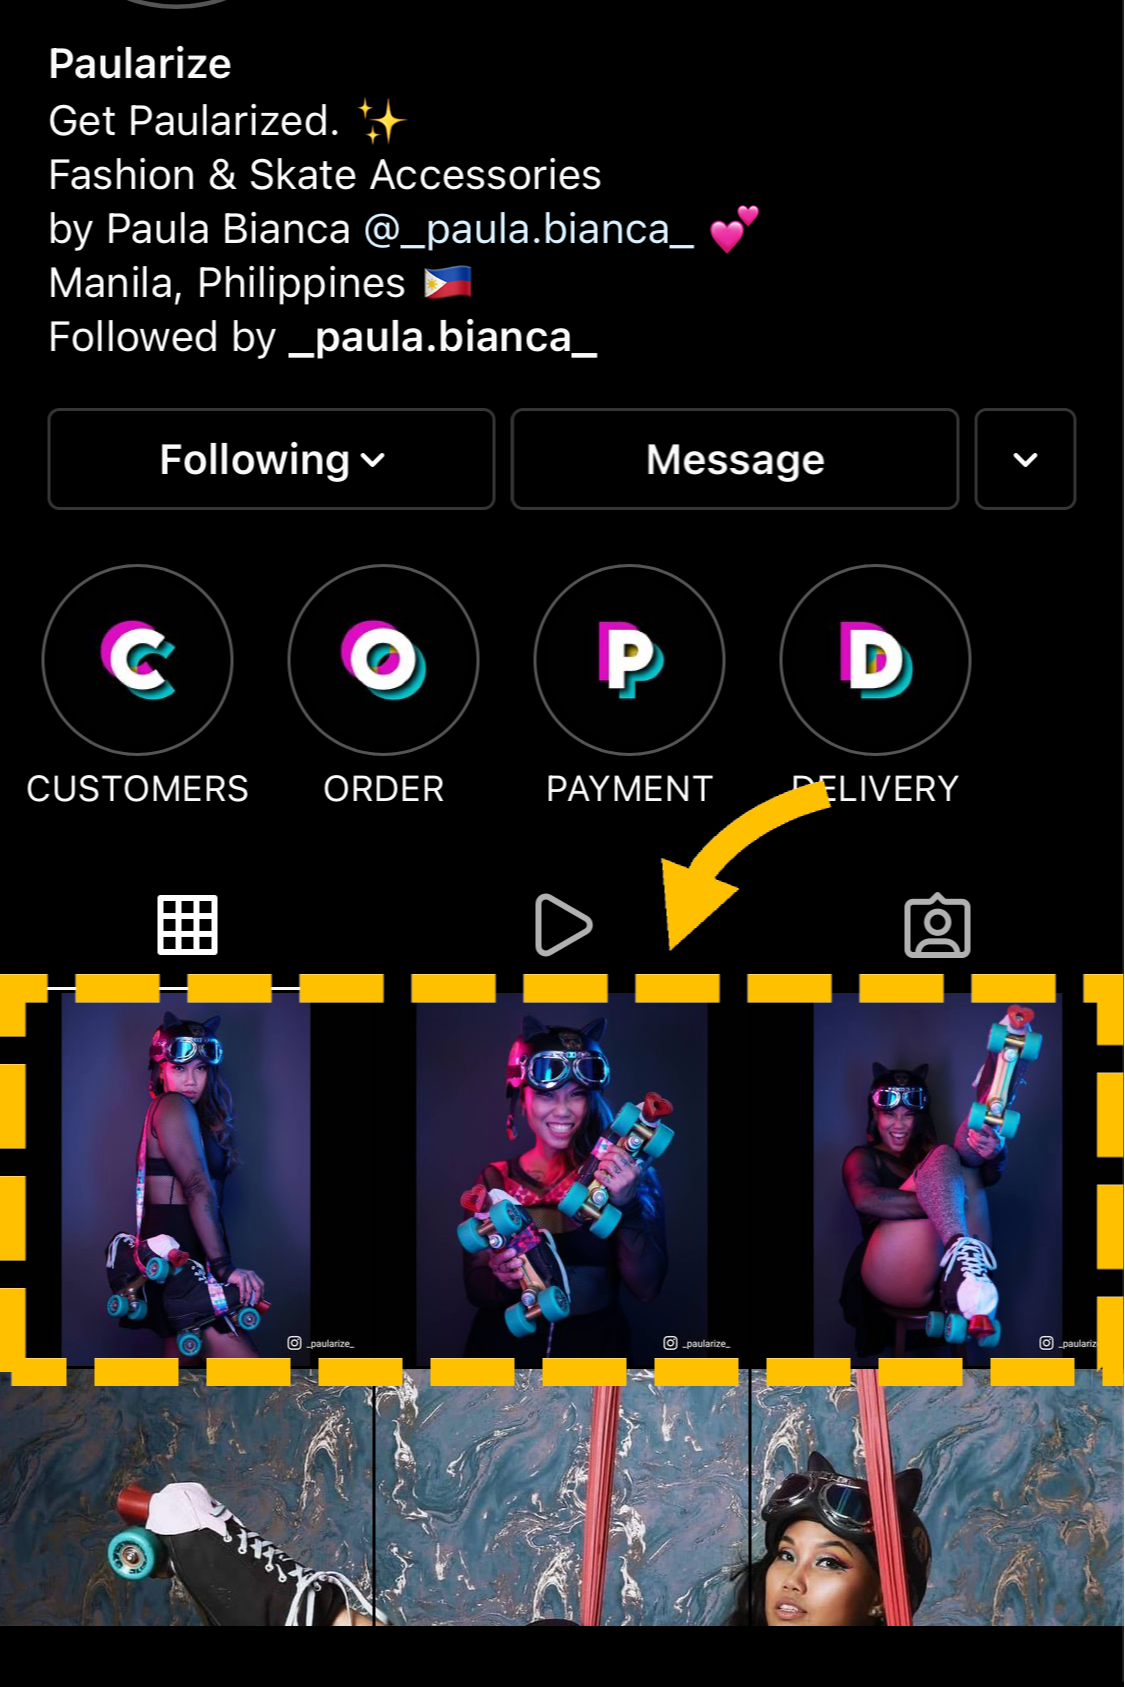 Paularize
Get Paularized. ✨
Fashion & Skate Accessories
by Paula Bianca @_paula.bianca_ 💕
Manila, Philippines 🇵🇭
Followed by _paula.bianca_
Following Message
C O P D
CUSTOMERS ORDER PAYMENT DELIVERY
_paularize_ _paularize_ _paulariz